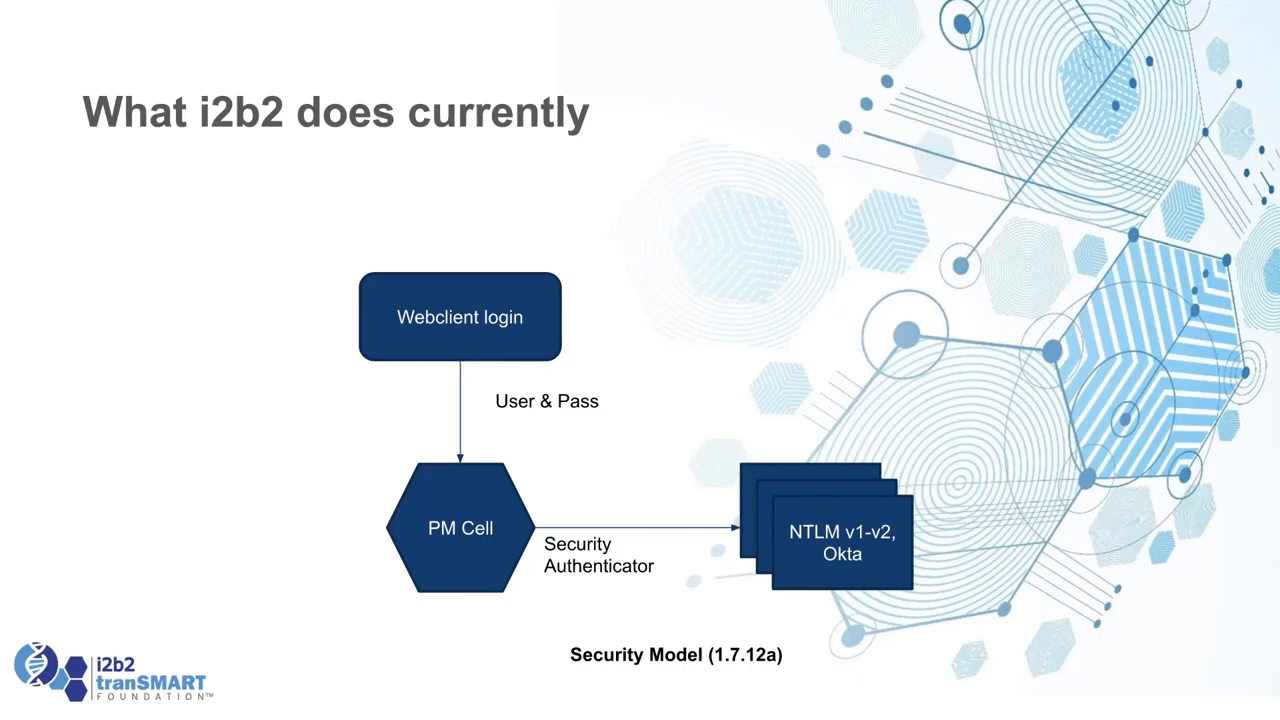 What i2b2 does currently
Webclient login
User & Pass
PM Cell
Security
Authenticator
NTLM v1-v2,
Okta
Security Model (1.7.12a)
i2b2
tranSMART
FOUNDATION™